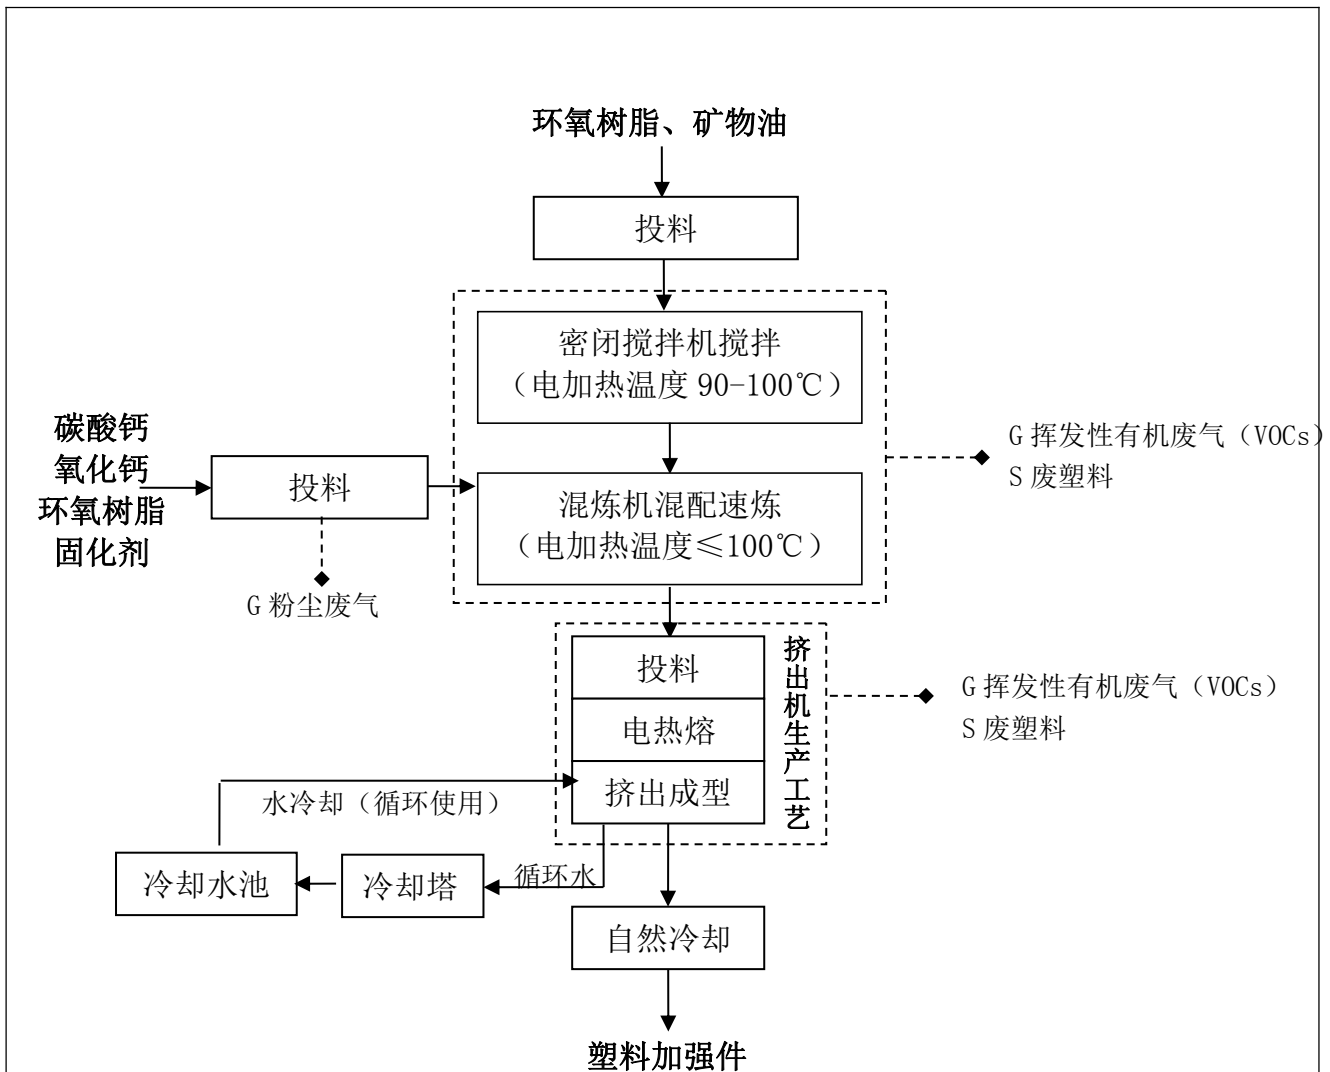 环氧树脂、矿物油
投料
密闭搅拌机搅拌
（电加热温度 90-100℃）
G 挥发性有机废气（VOCs）
S 废塑料
碳酸钙
氧化钙
环氧树脂
固化剂
投料
混炼机混配速炼
（电加热温度≤100℃）
G 粉尘废气
投料
电热熔
挤出成型
挤出机生产工艺
G 挥发性有机废气（VOCs）
S 废塑料
水冷却（循环使用）
冷却水池
冷却塔
循环水
自然冷却
塑料加强件